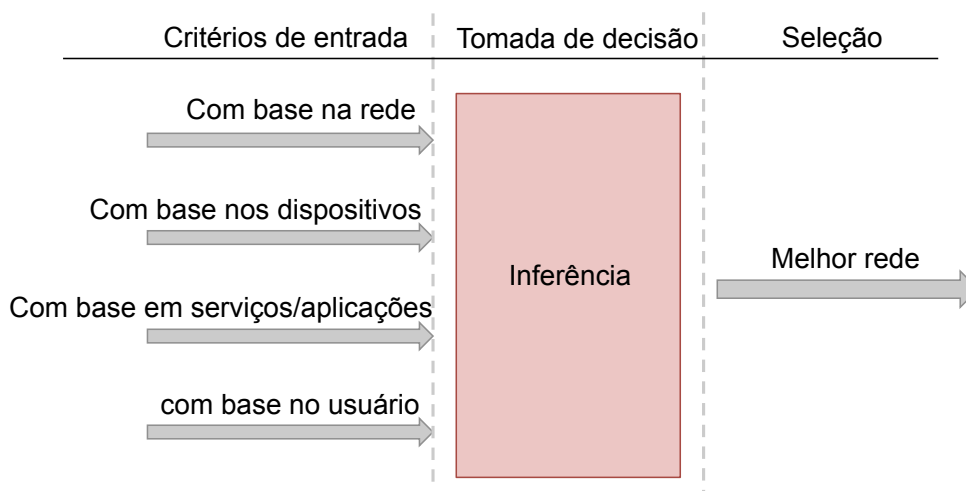 Critérios de entrada
Tomada de decisão
Seleção
Com base na rede
Com base nos dispositivos
Com base em serviços/aplicações
com base no usuário
Inferência
Melhor rede